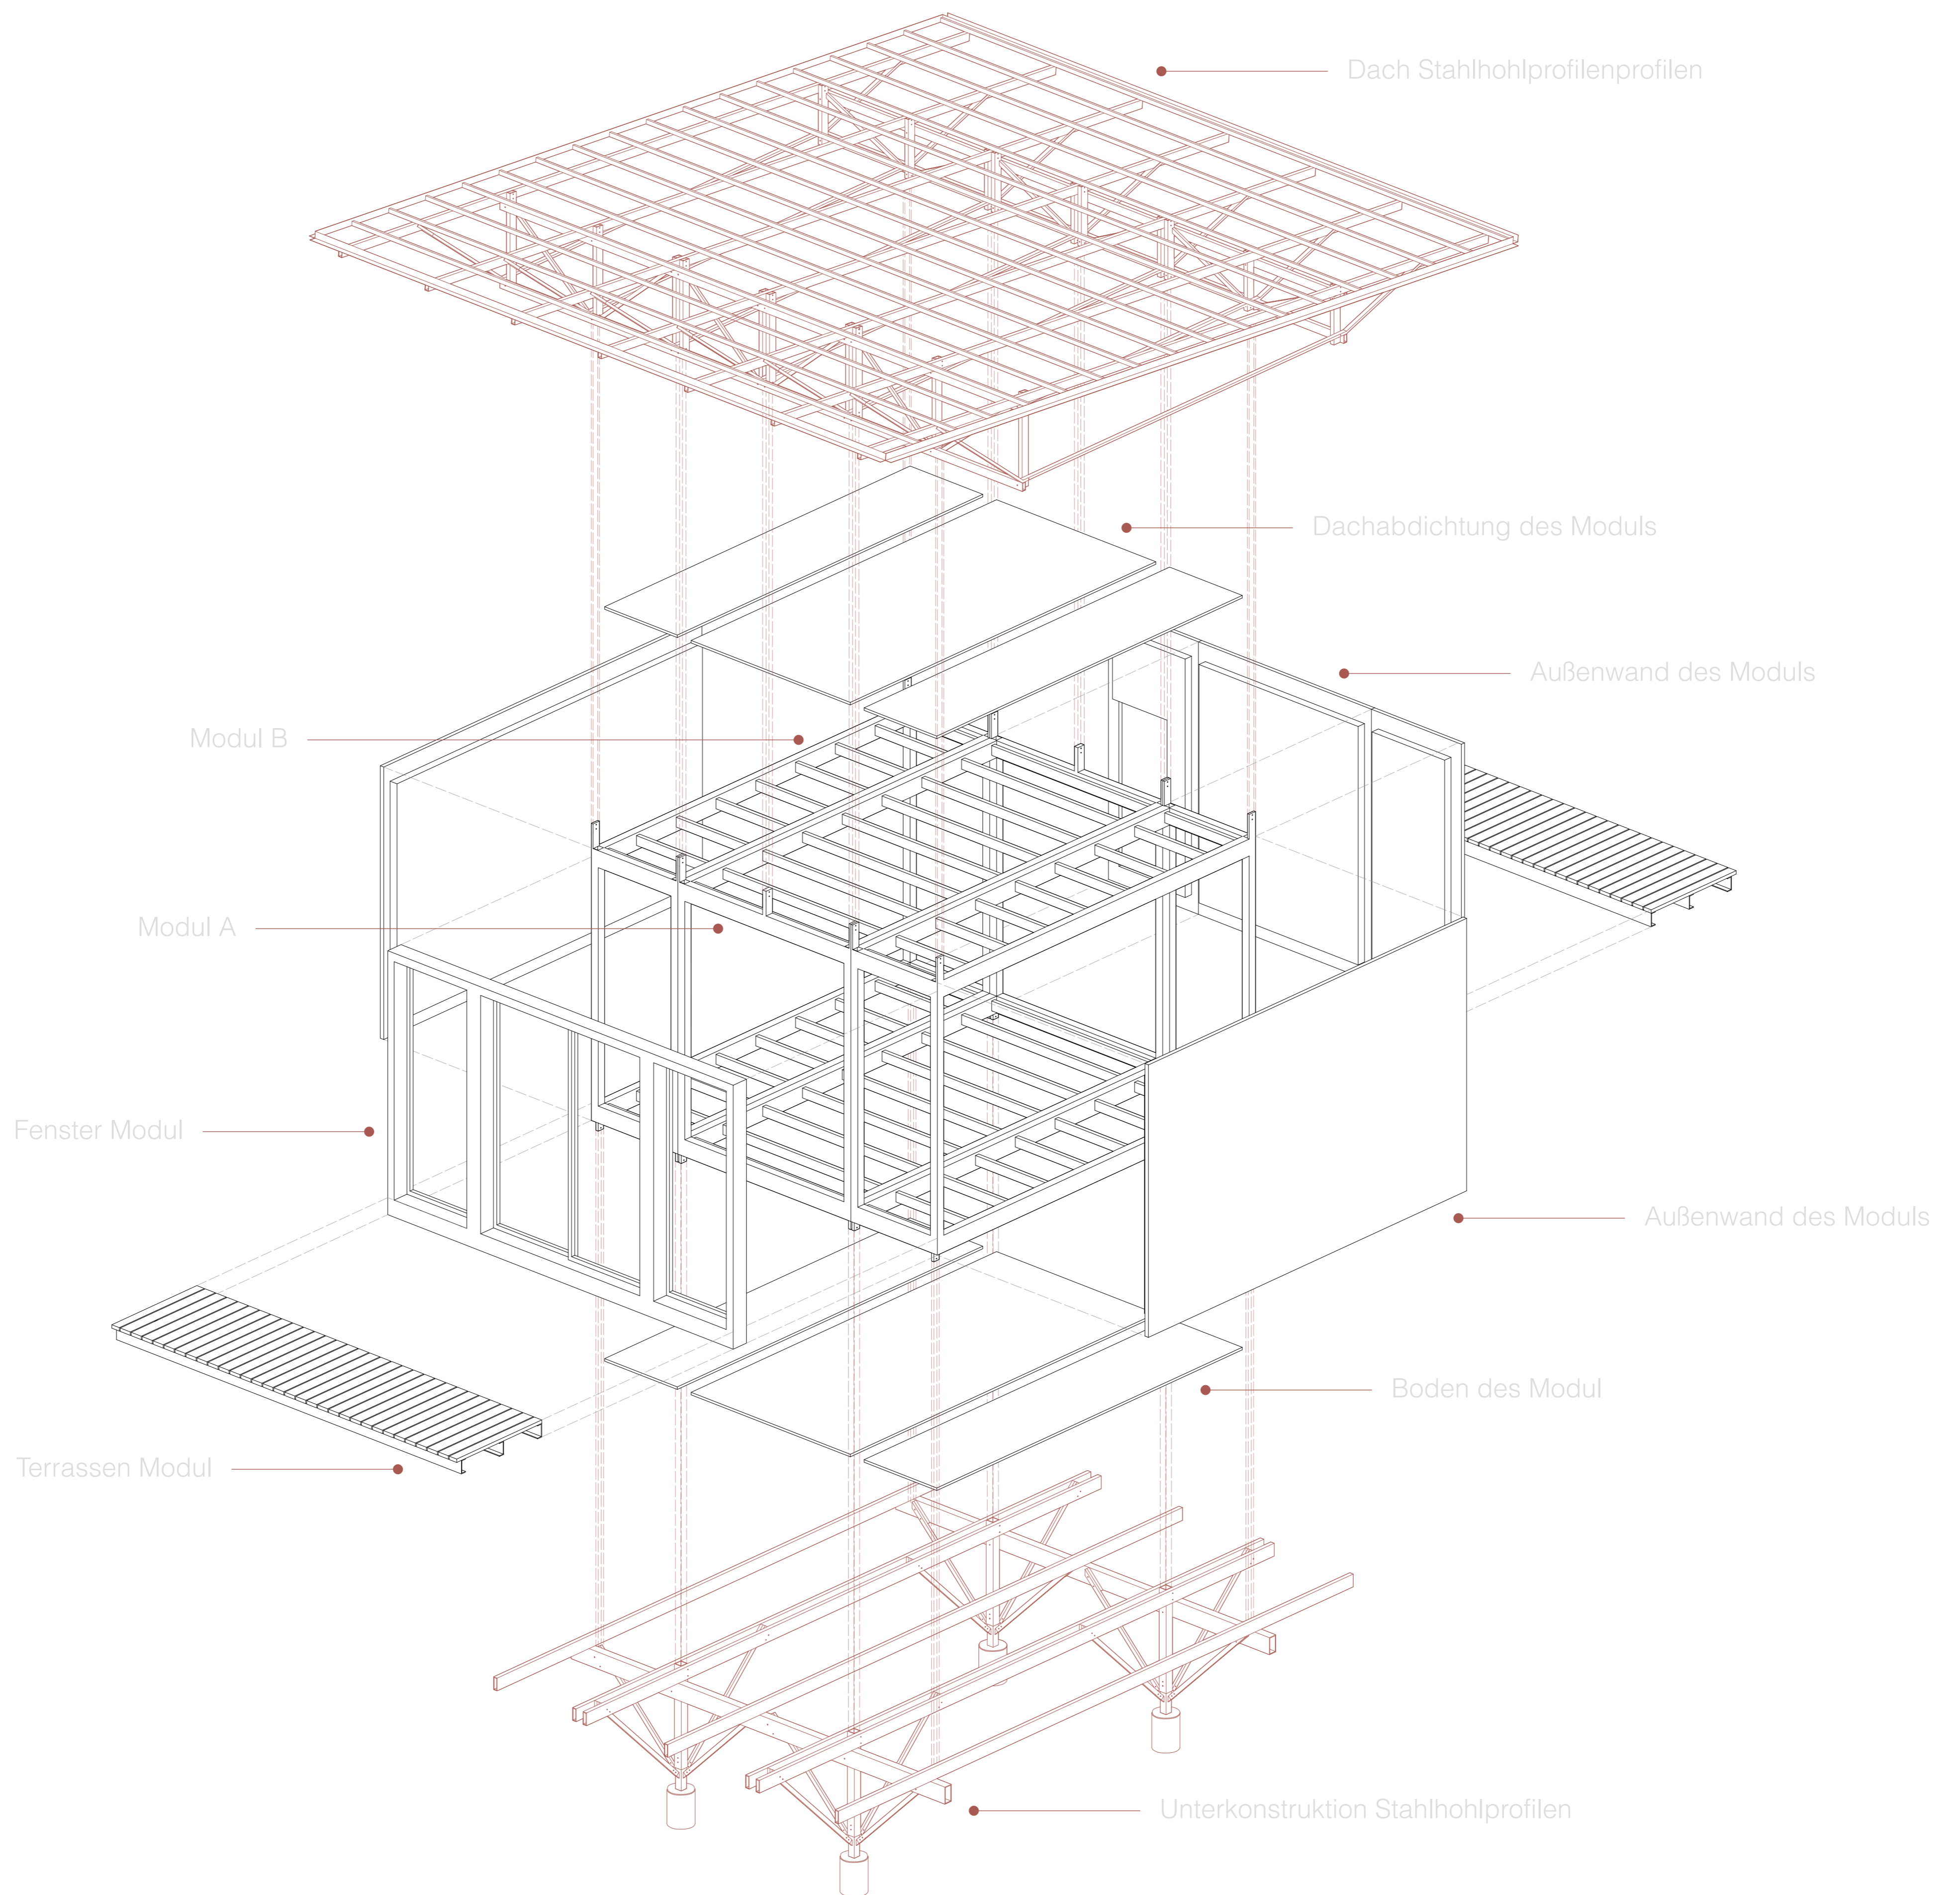 Dach Stahlhohlprofilenprofilen
Dachabdichtung des Moduls
Außenwand des Moduls
Modul B
Modul A
Fenster Modul
Außenwand des Moduls
Boden des Modul
Terrassen Modul
Unterkonstruktion Stahlhohlprofilen